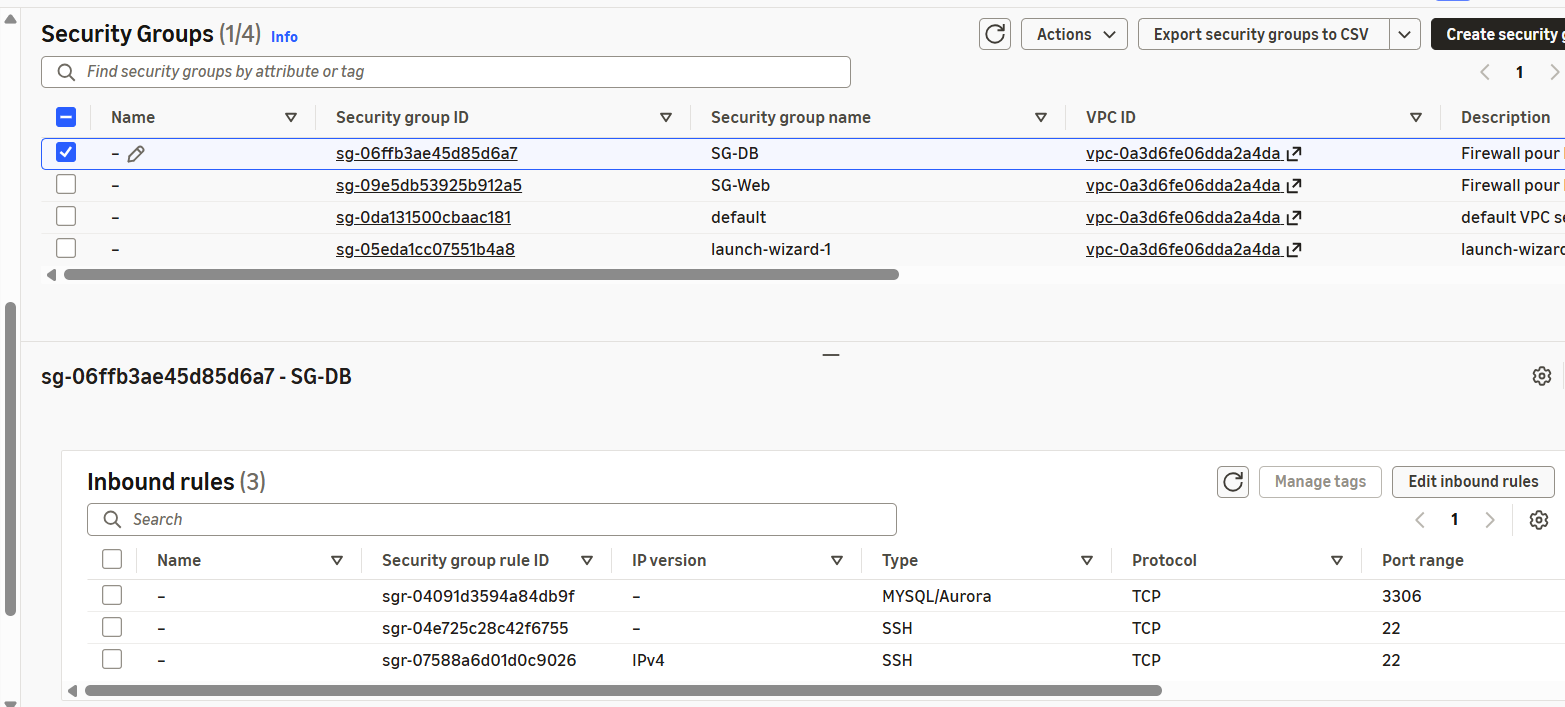 Security Groups (1/4) Info
Actions
Export security groups to CSV
Create security
Find security groups by attribute or tag
1
Name Security group ID Security group name VPC ID Description
– sg-06ffb3ae45d85d6a7 SG-DB vpc-0a3d6fe06dda2a4da Firewall pour
– sg-09e5db53925b912a5 SG-Web vpc-0a3d6fe06dda2a4da Firewall pour
– sg-0da131500cbaac181 default vpc-0a3d6fe06dda2a4da default VPC
– sg-05eda1cc07551b4a8 launch-wizard-1 vpc-0a3d6fe06dda2a4da launch-wizard
sg-06ffb3ae45d85d6a7 - SG-DB
Inbound rules (3)
Manage tags
Edit inbound rules
Search
1
Name Security group rule ID IP version Type Protocol Port range
– sgr-04091d3594a84db9f – MYSQL/Aurora TCP 3306
– sgr-04e725c28c42f6755 – SSH TCP 22
– sgr-07588a6d01d0c9026 IPv4 SSH TCP 22